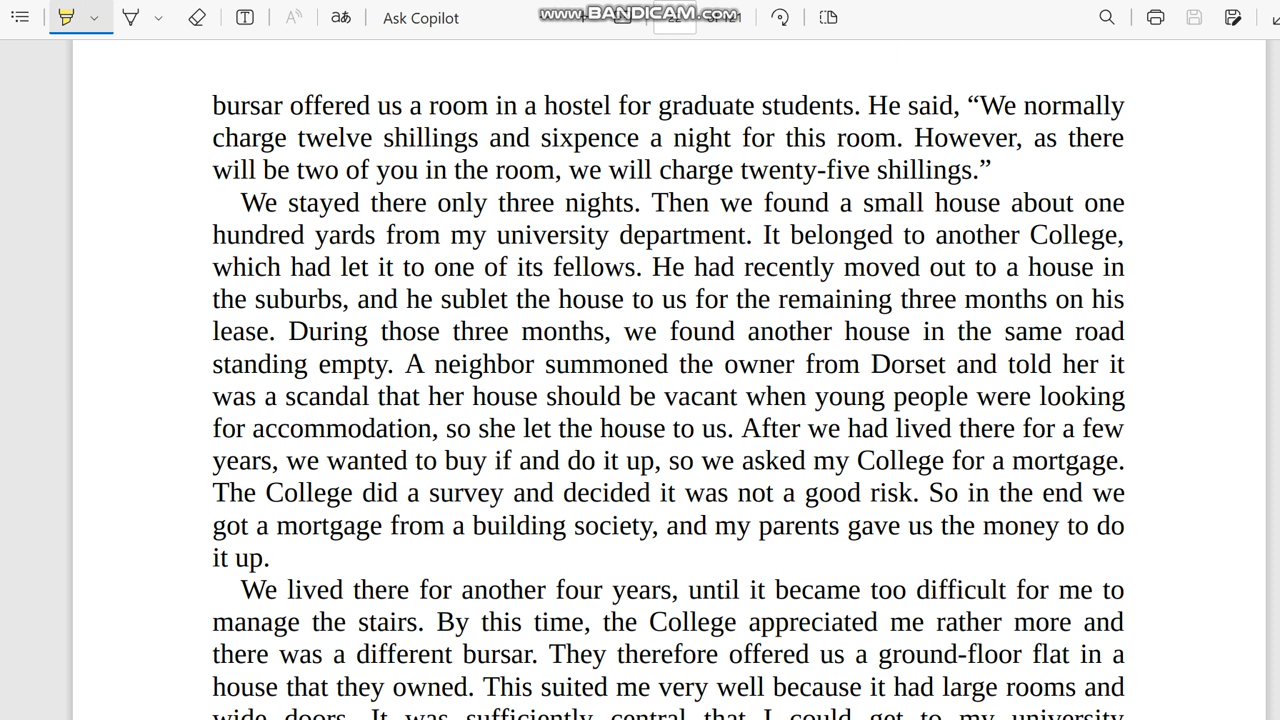 Ask Copilot
www.BANDICAM.com
bursar offered us a room in a hostel for graduate students. He said, “We normally
charge twelve shillings and sixpence a night for this room. However, as there
will be two of you in the room, we will charge twenty-five shillings.”
We stayed there only three nights. Then we found a small house about one
hundred yards from my university department. It belonged to another College,
which had let it to one of its fellows. He had recently moved out to a house in
the suburbs, and he sublet the house to us for the remaining three months on his
lease. During those three months, we found another house in the same road
standing empty. A neighbor summoned the owner from Dorset and told her it
was a scandal that her house should be vacant when young people were looking
for accommodation, so she let the house to us. After we had lived there for a few
years, we wanted to buy if and do it up, so we asked my College for a mortgage.
The College did a survey and decided it was not a good risk. So in the end we
got a mortgage from a building society, and my parents gave us the money to do
it up.
We lived there for another four years, until it became too difficult for me to
manage the stairs. By this time, the College appreciated me rather more and
there was a different bursar. They therefore offered us a ground-floor flat in a
house that they owned. This suited me very well because it had large rooms and
wide doors. It was sufficiently central that I could get to my university